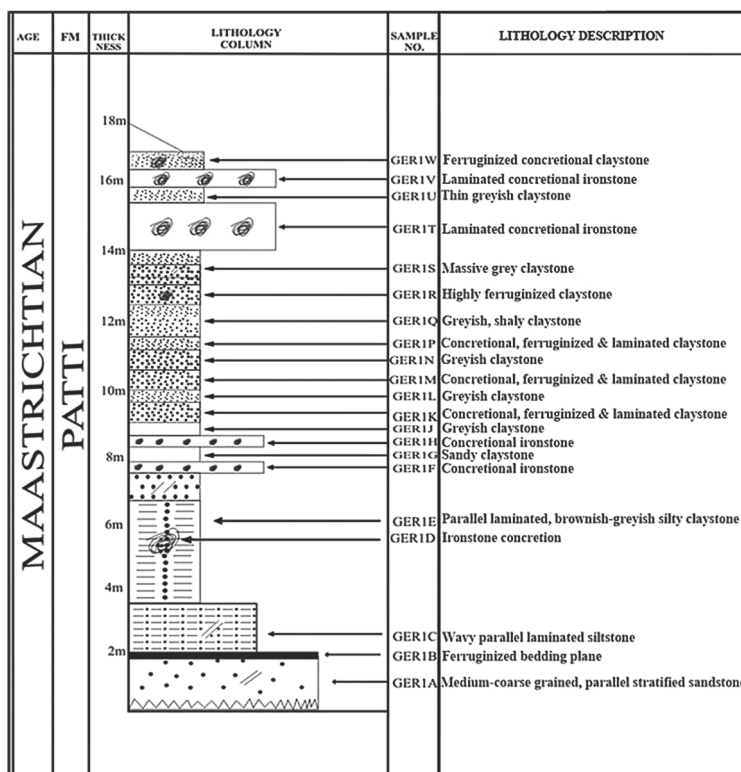 AGE FM THICK NESS LITHOLOGY COLUMN SAMPLE NO. LITHOLOGY DESCRIPTION
MAASTRICHTIAN
PATTI
18m
GER1W Ferruginized concretional claystone
16m GER1V Laminated concretional ironstone
GER1U Thin greyish claystone
GER1T Laminated concretional ironstone
14m
GER1S Massive grey claystone
GER1R Highly ferruginized claystone
12m GER1Q Greyish, shaly claystone
GER1P Concretional, ferruginized & laminated claystone
GER1N Greyish claystone
GER1M Concretional, ferruginized & laminated claystone
10m
GER1L Greyish claystone
GER1K Concretional, ferruginized & laminated claystone
GER1J Greyish claystone
GER1H Concretional ironstone
8m GER1G Sandy claystone
GER1F Concretional ironstone
6m GER1E Parallel laminated, brownish-greyish silty claystone
GER1D Ironstone concretion
4m
GER1C Wavy parallel laminated siltstone
2m GER1B Ferruginized bedding plane
GER1A Medium-coarse grained, parallel stratified sandstone